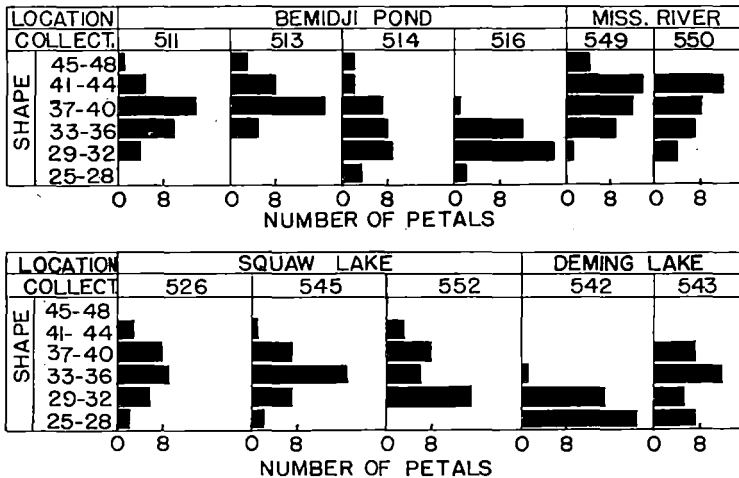 LOCATION BEMIDJI POND MISS. RIVER
COLLECT. 511 513 514 516 549 550
SHAPE
45-48
41-44
37-40
33-36
29-32
25-28
0 8 0 8 0 8 0 8 0 8 0 8
NUMBER OF PETALS
LOCATION SQUAW LAKE DEMING LAKE
COLLECT. 526 545 552 542 543
SHAPE
45-48
41-44
37-40
33-36
29-32
25-28
0 8 0 8 0 8 0 8 0 8
NUMBER OF PETALS